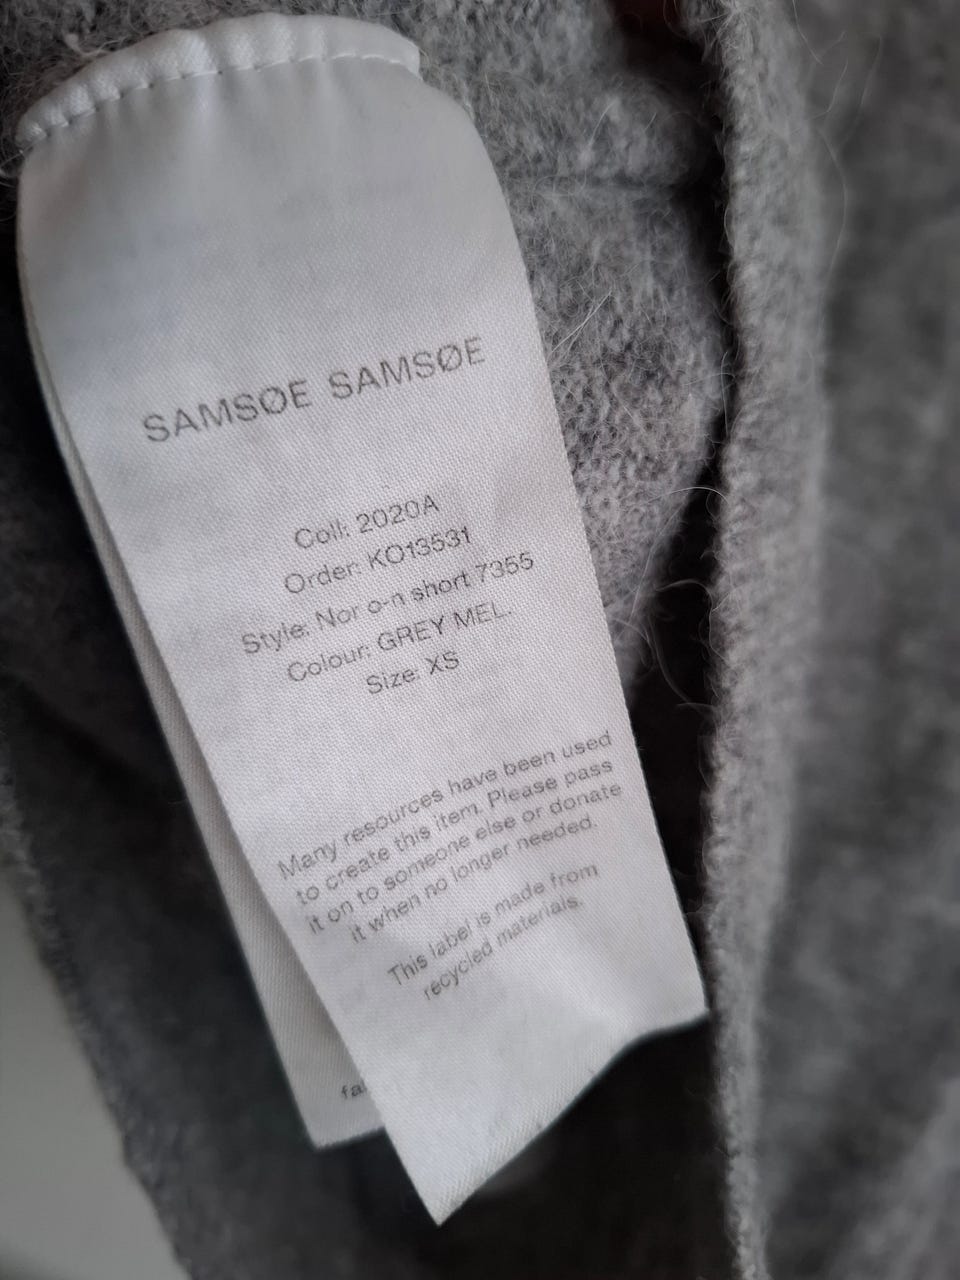 SAMSØE SAMSØE
Coll: 2020A
Order: KO13531
Style: Nor o-n short 7355
Colour: GREY MEL.
Size: XS
Many resources have been used
to create this item. Please pass
it on to someone else or donate
it when no longer needed.
This label is made from
recycled materials.